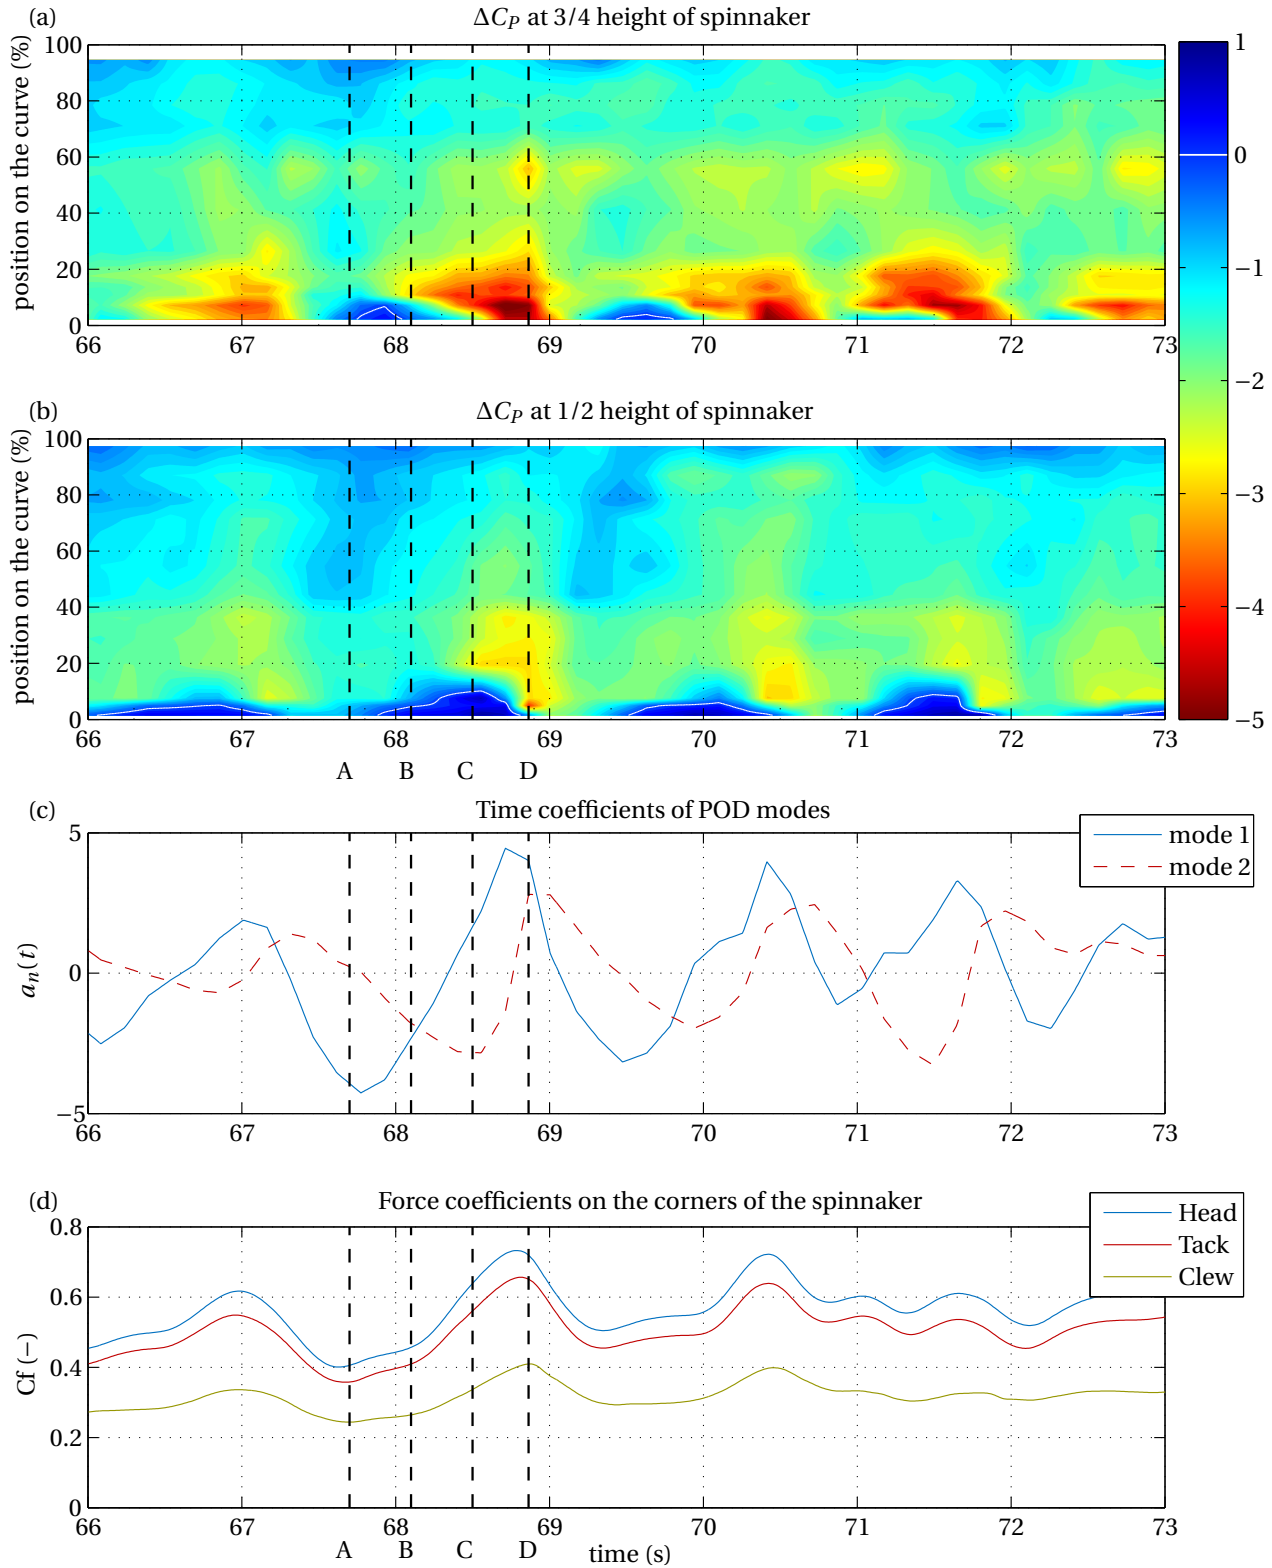 (a)
ΔC_P at 3/4 height of spinnaker
position on the curve (%)
100
80
60
40
20
0
66 67 68 69 70 71 72 73
1
0
−1
−2
−3
−4
−5
(b)
ΔC_P at 1/2 height of spinnaker
position on the curve (%)
100
80
60
40
20
0
66 67 68 69 70 71 72 73
A B C D
(c)
Time coefficients of POD modes
mode 1
mode 2
a_n(t)
5
0
−5
66 67 68 69 70 71 72 73
(d)
Force coefficients on the corners of the spinnaker
Head
Tack
Clew
Cf (−)
0.8
0.6
0.4
0.2
0
66 67 68 69 70 71 72 73
A B C D
time (s)